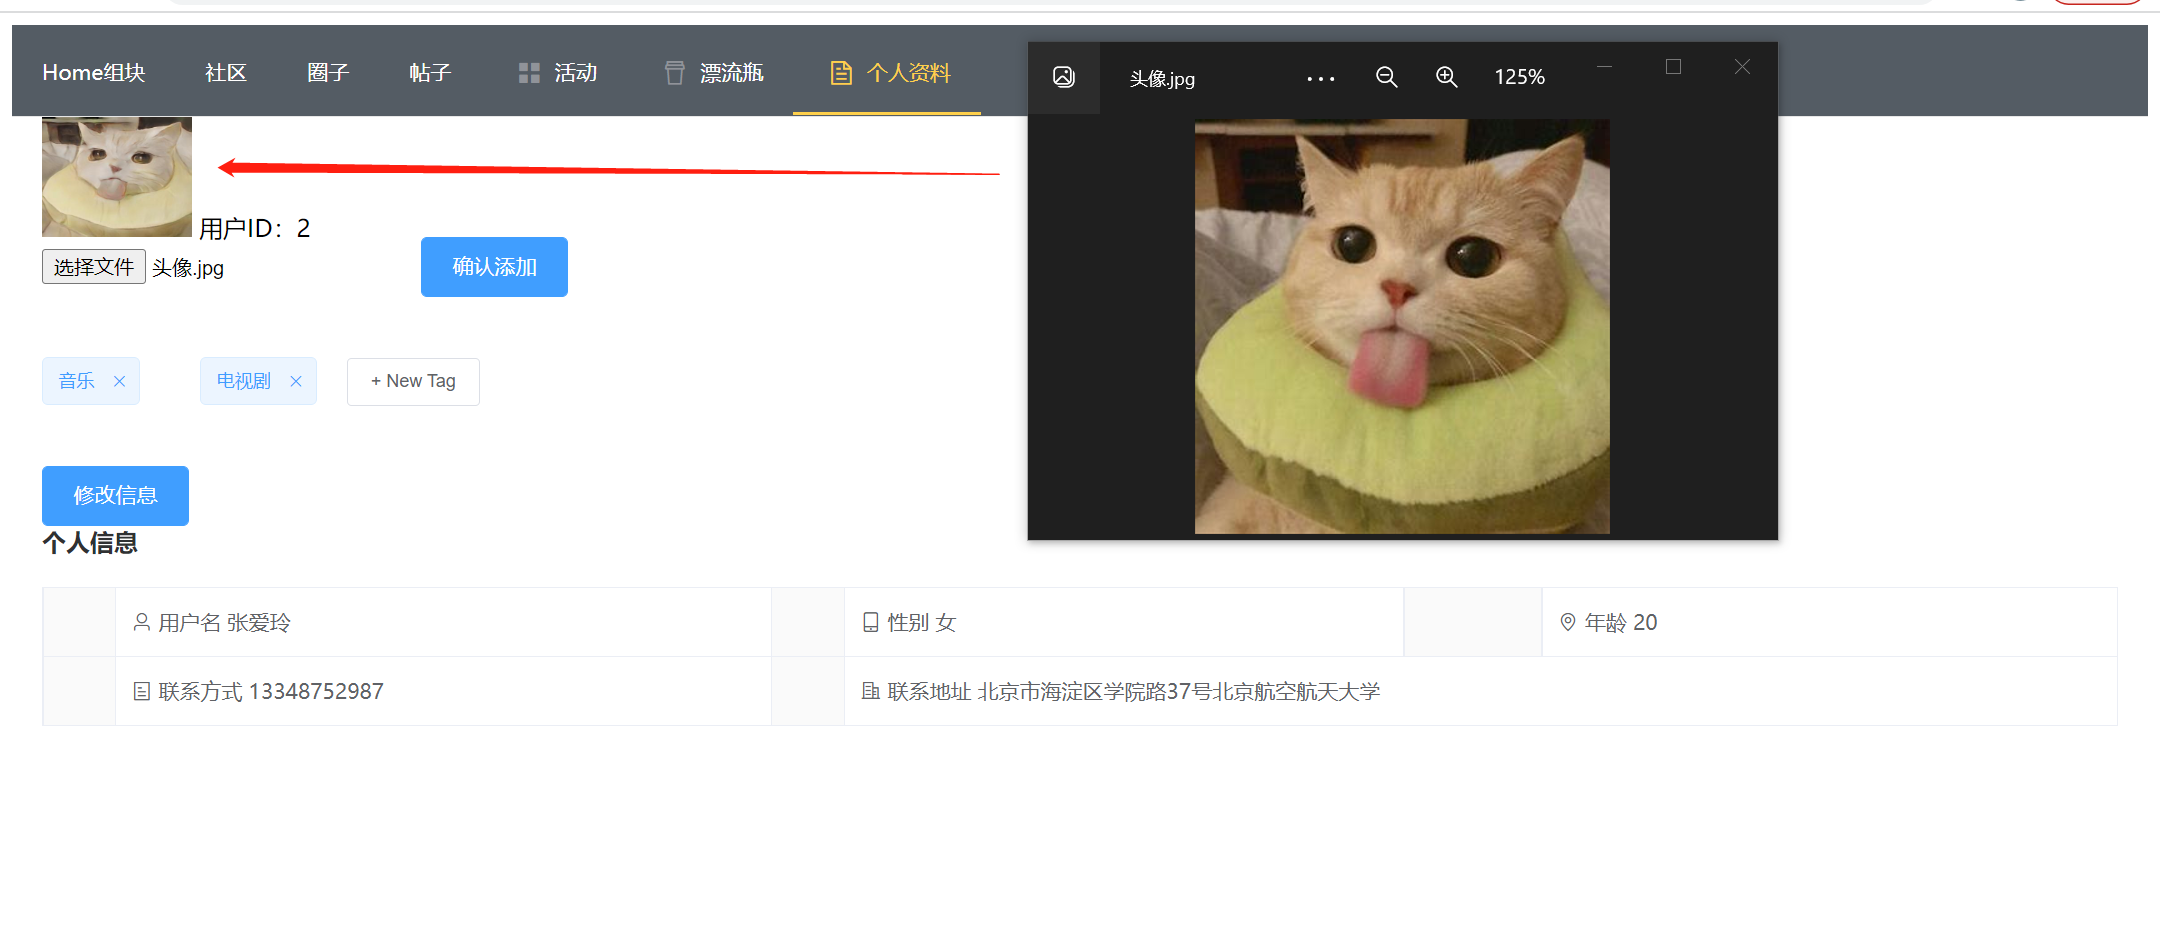 Home组块 社区 圈子 帖子 活动 漂流瓶 个人资料
头像.jpg ··· 125%
用户ID：2
选择文件 头像.jpg 确认添加
音乐 × 电视剧 × + New Tag
修改信息
个人信息
用户名 张爱玲 性别 女 年龄 20
联系方式 13348752987 联系地址 北京市海淀区学院路37号北京航空航天大学